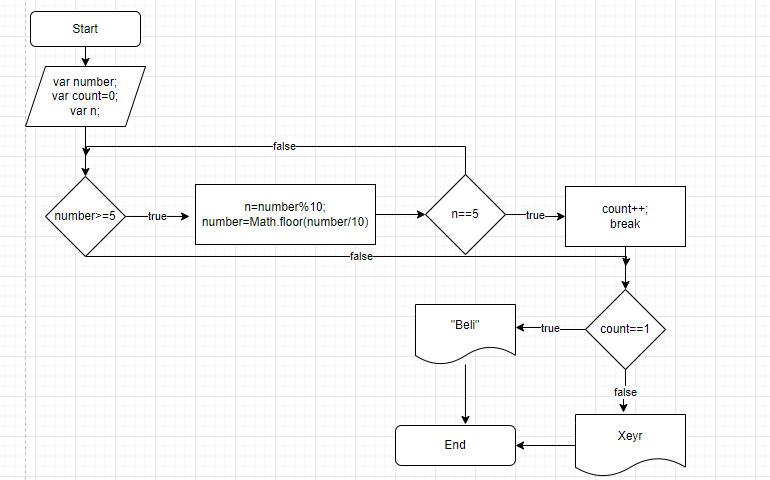 Start
var number;
var count=0;
var n;
false
number>=5
true
n=number%10;
number=Math.floor(number/10)
n==5
true
count++;
break
false
"Beli"
true
count==1
false
Xeyr
End